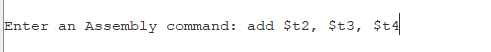 Enter an Assembly command: add $t2, $t3, $t4